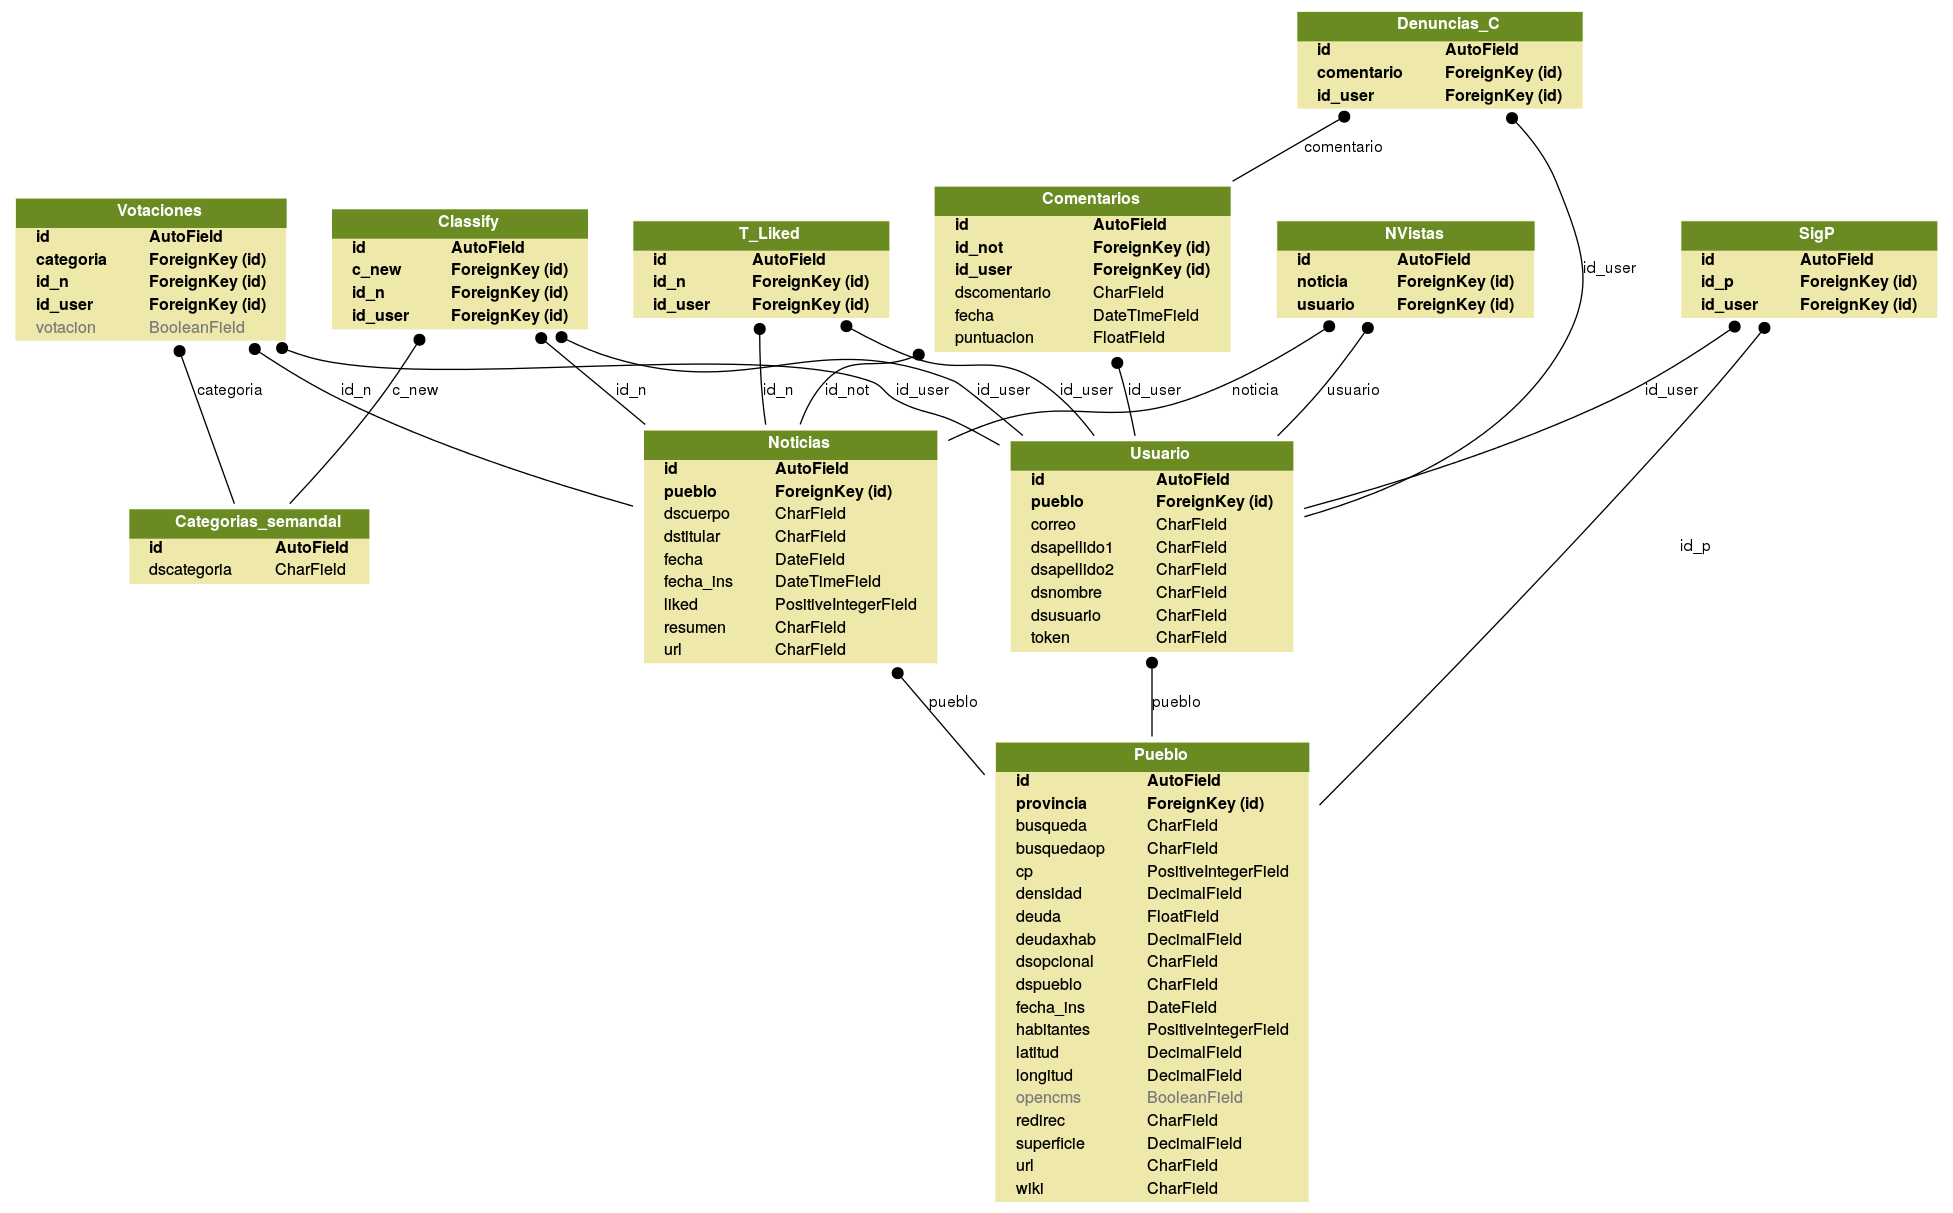 Denuncias_C
id AutoField
comentario ForeignKey (id)
id_user ForeignKey (id)
comentario
id_user
Votaciones
id AutoField
categoria ForeignKey (id)
id_n ForeignKey (id)
id_user ForeignKey (id)
votacion BooleanField
Classify
id AutoField
c_new ForeignKey (id)
id_n ForeignKey (id)
id_user ForeignKey (id)
T_Liked
id AutoField
id_n ForeignKey (id)
id_user ForeignKey (id)
Comentarios
id AutoField
id_not ForeignKey (id)
id_user ForeignKey (id)
dscomentario CharField
fecha DateTimeField
puntuacion FloatField
NVistas
id AutoField
noticia ForeignKey (id)
usuario ForeignKey (id)
SigP
id AutoField
id_p ForeignKey (id)
id_user ForeignKey (id)
categoria
id_n
c_new
id_n
id_n
id_not
id_user
id_user
id_user
id_user
noticia
usuario
id_user
id_p
Categorias_semandal
id AutoField
dscategoria CharField
Noticias
id AutoField
pueblo ForeignKey (id)
dscuerpo CharField
dstitular CharField
fecha DateField
fecha_ins DateTimeField
liked PositiveIntegerField
resumen CharField
url CharField
Usuario
id AutoField
pueblo ForeignKey (id)
correo CharField
dsapellido1 CharField
dsapellido2 CharField
dsnombre CharField
dsusuario CharField
token CharField
pueblo
pueblo
Pueblo
id AutoField
provincia ForeignKey (id)
busqueda CharField
busquedaop CharField
cp PositiveIntegerField
densidad DecimalField
deuda FloatField
deudaxhab DecimalField
dsopcional CharField
dspueblo CharField
fecha_ins DateField
habitantes PositiveIntegerField
latitud DecimalField
longitud DecimalField
opencms BooleanField
redirec CharField
superficie DecimalField
url CharField
wiki CharField